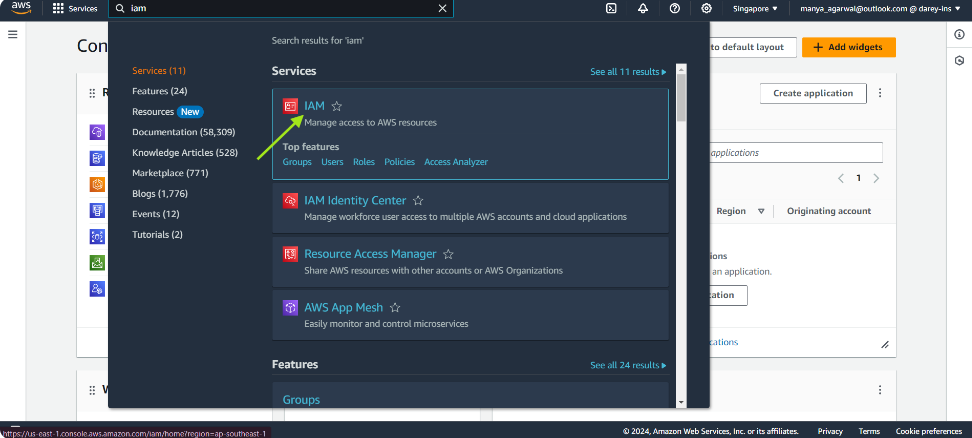 aws
Services
iam
Singapore
manya_agarwal@outlook.com @ darey-ins
Con
to default layout
+ Add widgets
Search results for 'iam'
Services (11)
Features (24)
Resources New
Documentation (58,309)
Knowledge Articles (528)
Marketplace (771)
Blogs (1,776)
Events (12)
Tutorials (2)
Services
See all 11 results
IAM
Manage access to AWS resources
Top features
Groups Users Roles Policies Access Analyzer
IAM Identity Center
Manage workforce user access to multiple AWS accounts and cloud applications
Resource Access Manager
Share AWS resources with other accounts or AWS Organizations
AWS App Mesh
Easily monitor and control microservices
Features
See all 24 results
Groups
R
Create application
applications
1
Region
Originating account
ions
an application.
cation
cations
W
https://us-east-1.console.aws.amazon.com/iam/home?region=ap-southeast-1
© 2024, Amazon Web Services, Inc. or its affiliates.
Privacy Terms Cookie preferences